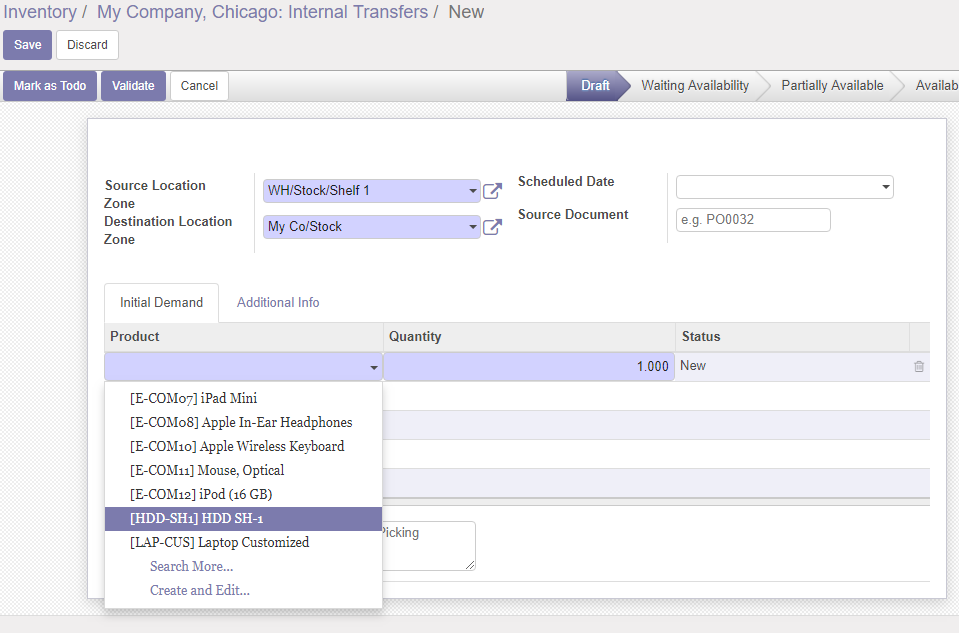 Inventory / My Company, Chicago: Internal Transfers / New
Save Discard
Mark as Todo Validate Cancel Draft Waiting Availability Partially Available Availab
Source Location Zone WH/Stock/Shelf 1
Destination Location Zone My Co/Stock
Scheduled Date
Source Document e.g. PO0032
Initial Demand Additional Info
Product Quantity Status
1.000 New
[E-COM07] iPad Mini
[E-COM08] Apple In-Ear Headphones
[E-COM10] Apple Wireless Keyboard
[E-COM11] Mouse, Optical
[E-COM12] iPod (16 GB)
[HDD-SH1] HDD SH-1
Picking
[LAP-CUS] Laptop Customized
Search More...
Create and Edit...